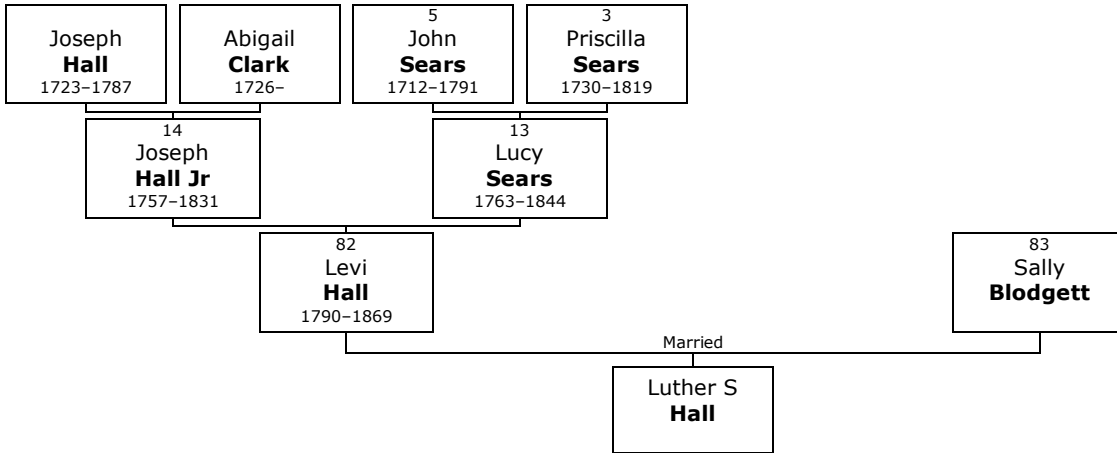 Joseph
Hall
1723–1787
Abigail
Clark
1726–
5
John
Sears
1712–1791
3
Priscilla
Sears
1730–1819
14
Joseph
Hall Jr
1757–1831
13
Lucy
Sears
1763–1844
82
Levi
Hall
1790–1869
83
Sally
Blodgett
Married
Luther S
Hall